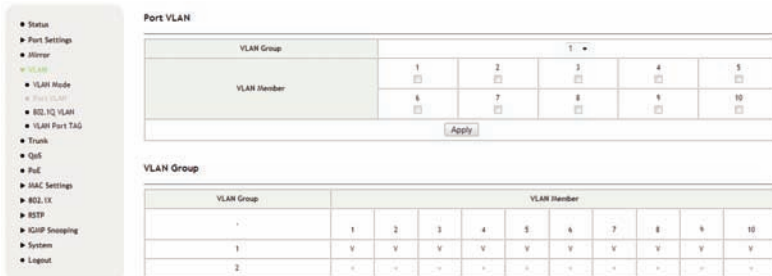 Status
Port Settings
Mirror
VLAN
VLAN Mode
Port VLAN
802.1Q VLAN
VLAN Port TAG
Trunk
QoS
PoE
MAC Settings
802.1X
RSTP
IGMP Snooping
System
Logout
Port VLAN
VLAN Group 1
VLAN Member
1 2 3 4 5
6 7 8 9 10
Apply
VLAN Group
VLAN Group VLAN Member
- 1 2 3 4 5 6 7 8 9 10
1 V V V V V V V V V V
2 - - - - - - - - - -